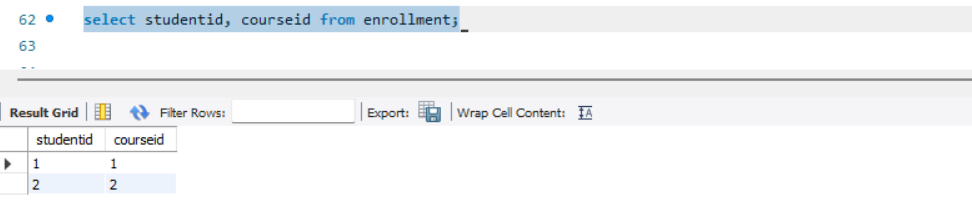 62 select studentid, courseid from enrollment;
63
Result Grid Filter Rows: Export: Wrap Cell Content: IA
studentid courseid
1 1
2 2